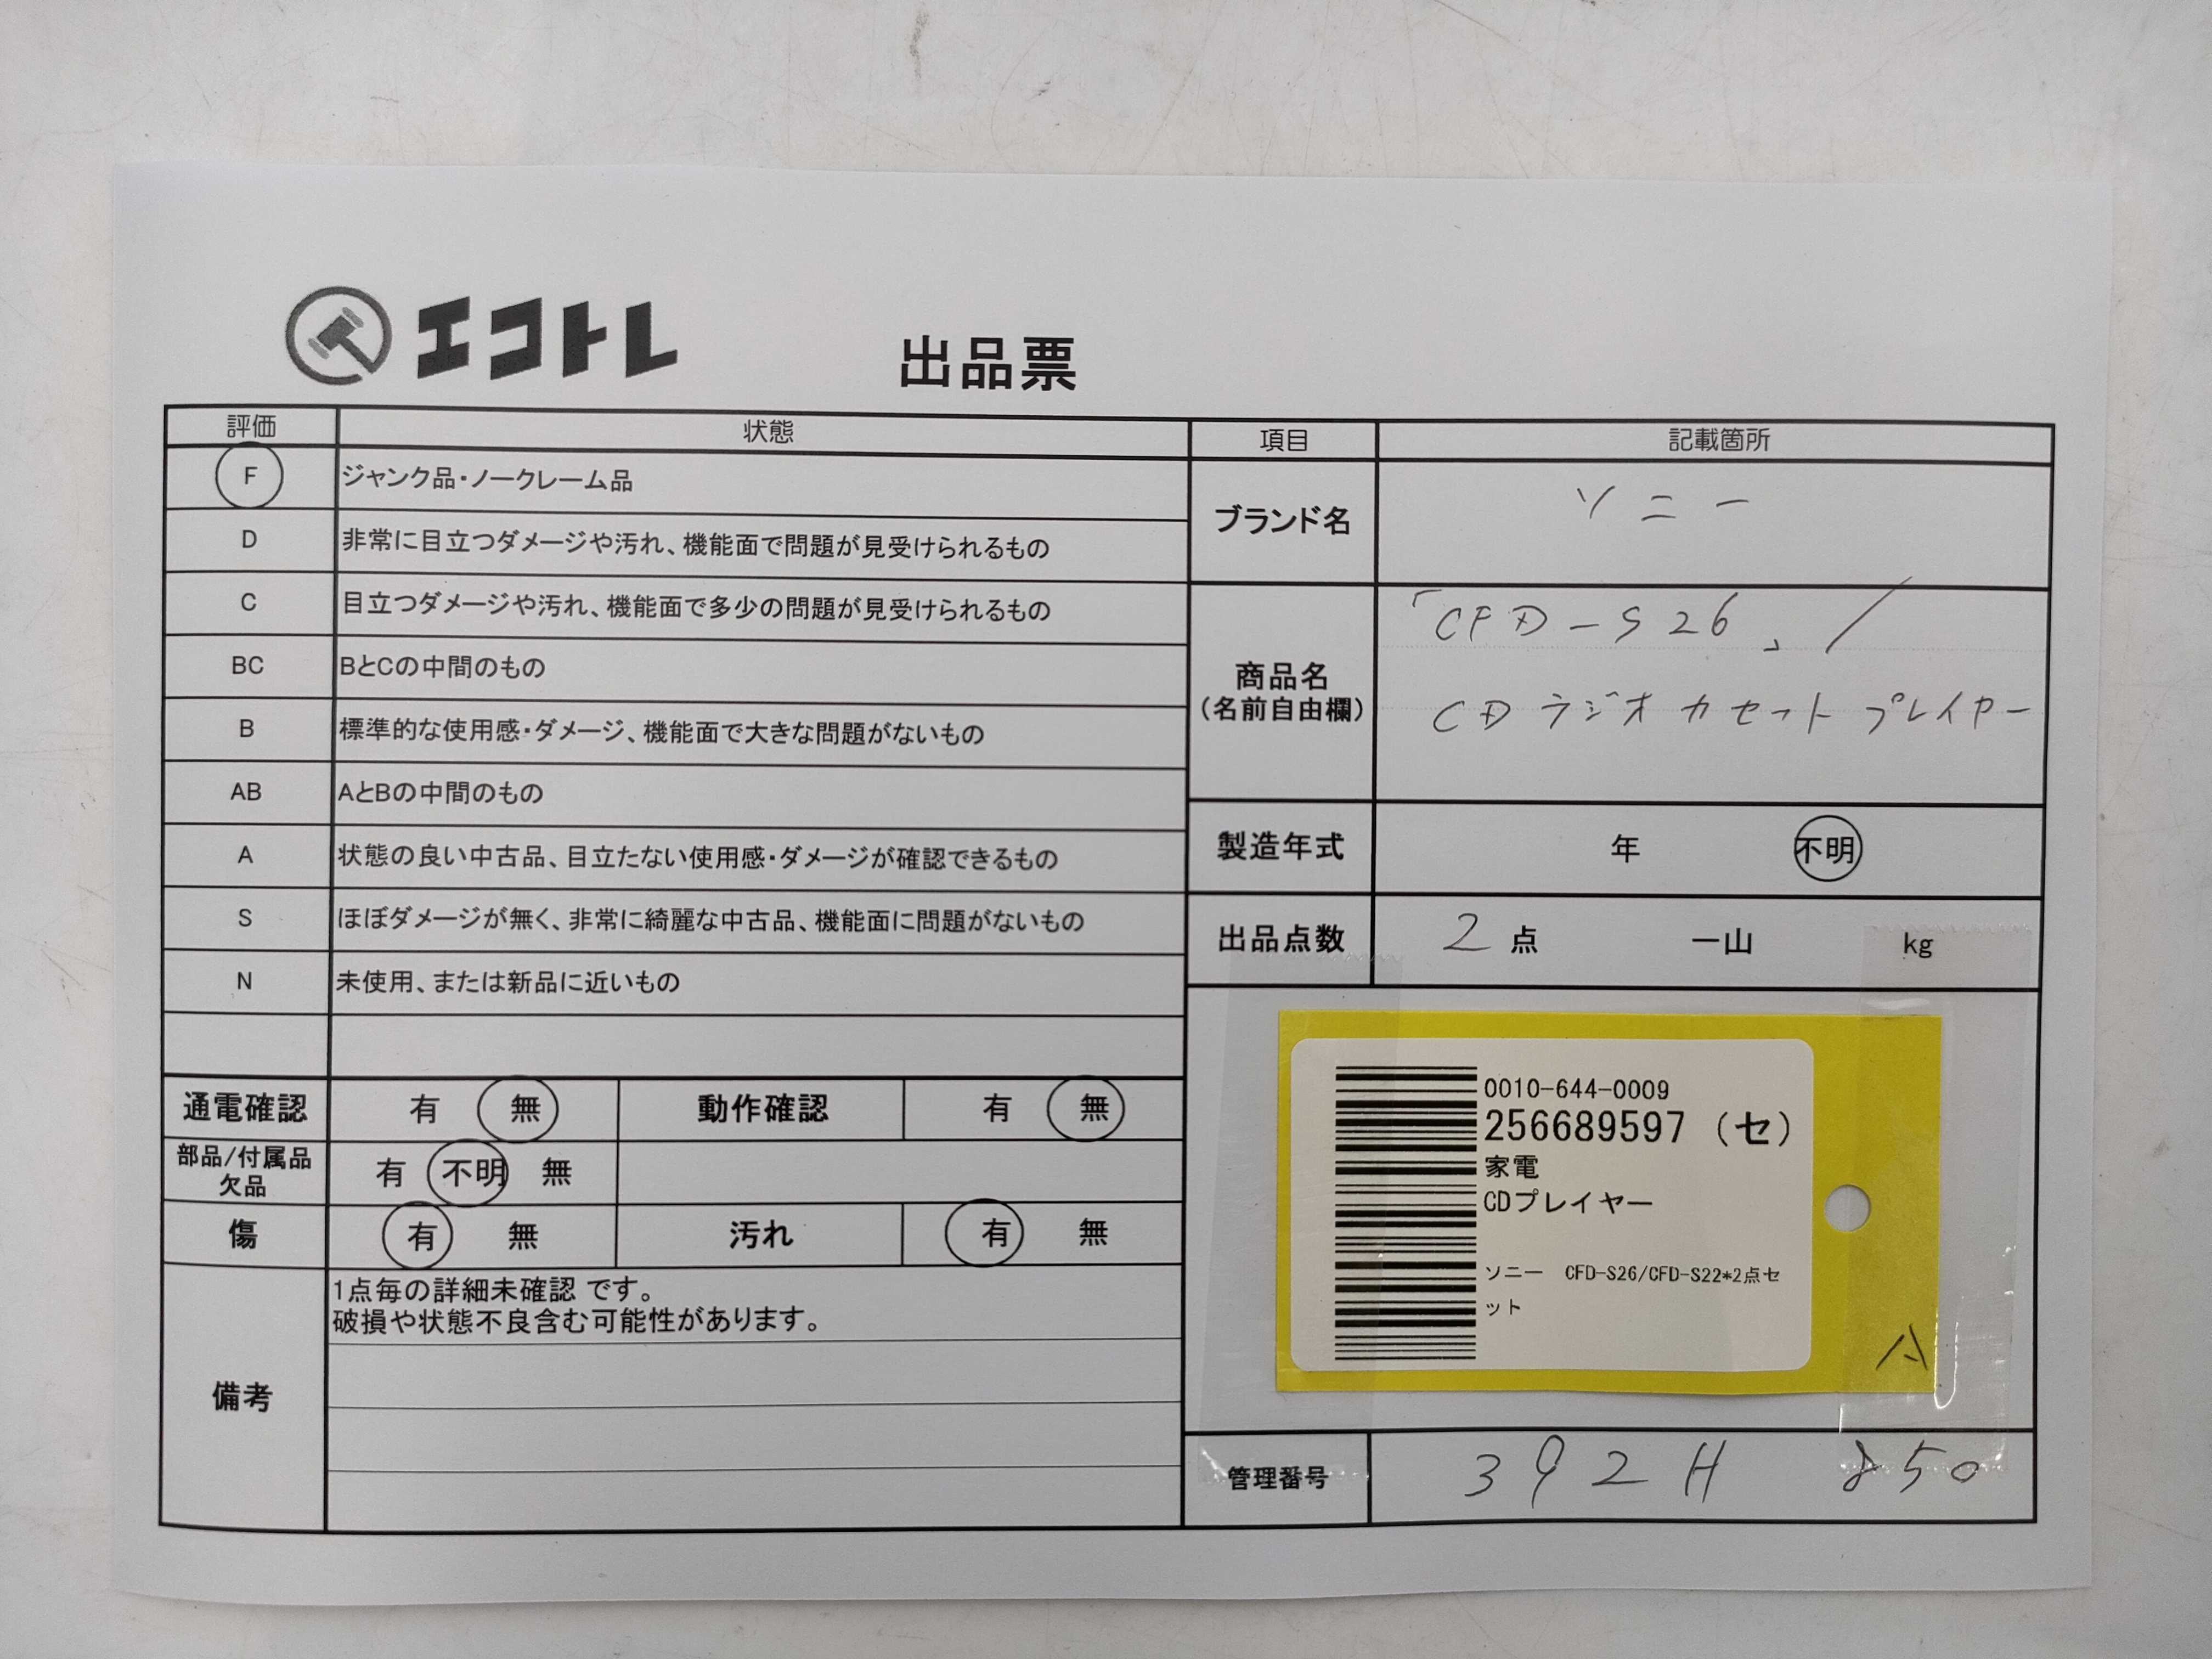 エコトレ
出品票
評価 状態
F ジャンク品・ノークレーム品
D 非常に目立つダメージや汚れ、機能面で問題が見受けられるもの
C 目立つダメージや汚れ、機能面で多少の問題が見受けられるもの
BC BとCの中間のもの
B 標準的な使用感・ダメージ、機能面で大きな問題がないもの
AB AとBの中間のもの
A 状態の良い中古品、目立たない使用感・ダメージが確認できるもの
S ほぼダメージが無く、非常に綺麗な中古品、機能面に問題がないもの
N 未使用、または新品に近いもの
通電確認 有 無 動作確認 有 無
部品/付属品
欠品 有 不明 無
傷 有 無 汚れ 有 無
備考
1点毎の詳細未確認 です。
破損や状態不良含む可能性があります。
項目 記載箇所
ブランド名 ソニー
商品名
(名前自由欄)
「CFD-S26」/
CDラジオカセットプレイヤー
製造年式 年 不明
出品点数 2 点 一山 kg
0010-644-0009
256689597 (セ)
家電
CDプレイヤー
ソニー CFD-S26/CFD-S22*2点セ
ット
A
管理番号 392H 850